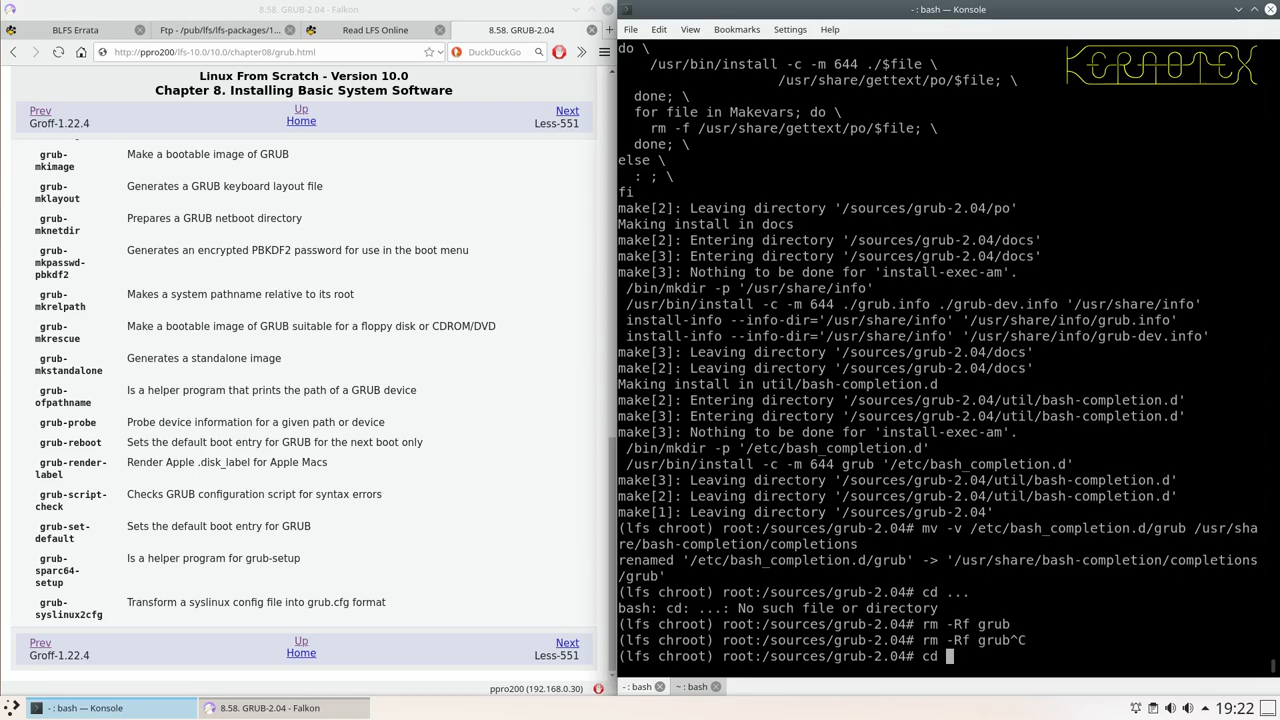 8.58. GRUB-2.04 - Falkon
BLFS Errata
Ftp - /pub/lfs/lfs-packages/1...
Read LFS Online
8.58. GRUB-2.04
http://ppro200/lfs-10.0/10.0/chapter08/grub.html
DuckDuckGo
Linux From Scratch - Version 10.0
Chapter 8. Installing Basic System Software
Prev Up Next
Groff-1.22.4 Home Less-551
grub-mkimage Make a bootable image of GRUB
grub-mklayout Generates a GRUB keyboard layout file
grub-mknetdir Prepares a GRUB netboot directory
grub-mkpasswd-pbkdf2 Generates an encrypted PBKDF2 password for use in the boot menu
grub-mkrelpath Makes a system pathname relative to its root
grub-mkrescue Make a bootable image of GRUB suitable for a floppy disk or CDROM/DVD
grub-mkstandalone Generates a standalone image
grub-ofpathname Is a helper program that prints the path of a GRUB device
grub-probe Probe device information for a given path or device
grub-reboot Sets the default boot entry for GRUB for the next boot only
grub-render-label Render Apple .disk_label for Apple Macs
grub-script-check Checks GRUB configuration script for syntax errors
grub-set-default Sets the default boot entry for GRUB
grub-sparc64-setup Is a helper program for grub-setup
grub-syslinux2cfg Transform a syslinux config file into grub.cfg format
Prev Up Next
Groff-1.22.4 Home Less-551
ppro200 (192.168.0.30)
- : bash — Konsole
File Edit View Bookmarks Settings Help
do \
/usr/bin/install -c -m 644 ./$file \
/usr/share/gettext/po/$file; \
done; \
for file in Makevars; do \
rm -f /usr/share/gettext/po/$file; \
done; \
else \
: ; \
fi
make[2]: Leaving directory '/sources/grub-2.04/po'
Making install in docs
make[2]: Entering directory '/sources/grub-2.04/docs'
make[3]: Entering directory '/sources/grub-2.04/docs'
make[3]: Nothing to be done for 'install-exec-am'.
/bin/mkdir -p '/usr/share/info'
/usr/bin/install -c -m 644 ./grub.info ./grub-dev.info '/usr/share/info'
install-info --info-dir='/usr/share/info' '/usr/share/info/grub.info'
install-info --info-dir='/usr/share/info' '/usr/share/info/grub-dev.info'
make[3]: Leaving directory '/sources/grub-2.04/docs'
make[2]: Leaving directory '/sources/grub-2.04/docs'
Making install in util/bash-completion.d
make[2]: Entering directory '/sources/grub-2.04/util/bash-completion.d'
make[3]: Entering directory '/sources/grub-2.04/util/bash-completion.d'
make[3]: Nothing to be done for 'install-exec-am'.
/bin/mkdir -p '/etc/bash_completion.d'
/usr/bin/install -c -m 644 grub '/etc/bash_completion.d'
make[3]: Leaving directory '/sources/grub-2.04/util/bash-completion.d'
make[2]: Leaving directory '/sources/grub-2.04/util/bash-completion.d'
make[1]: Leaving directory '/sources/grub-2.04'
(lfs chroot) root:/sources/grub-2.04# mv -v /etc/bash_completion.d/grub /usr/sha
re/bash-completion/completions
renamed '/etc/bash_completion.d/grub' -> '/usr/share/bash-completion/completions
/grub'
(lfs chroot) root:/sources/grub-2.04# cd ...
bash: cd: ...: No such file or directory
(lfs chroot) root:/sources/grub-2.04# rm -Rf grub
(lfs chroot) root:/sources/grub-2.04# rm -Rf grub^C
(lfs chroot) root:/sources/grub-2.04# cd
- : bash
~ : bash
- : bash — Konsole
8.58. GRUB-2.04 - Falkon
19:22